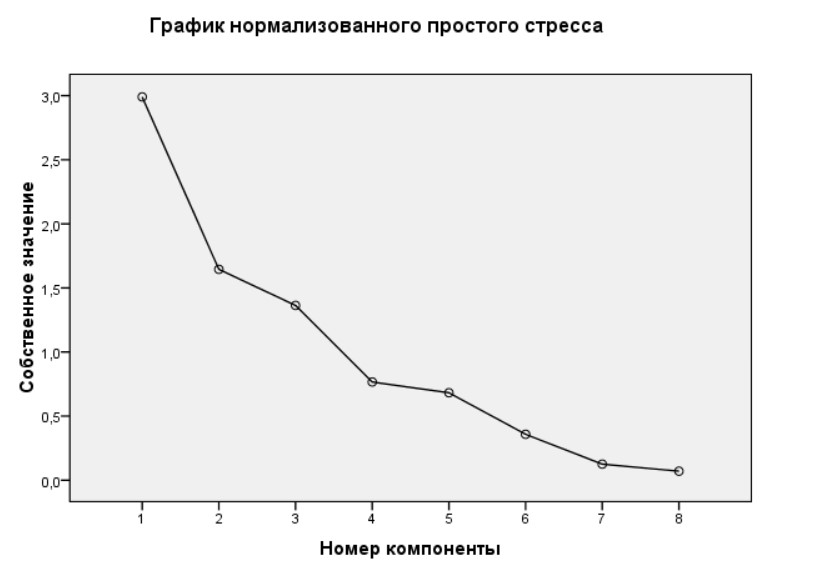 График нормализованного простого стресса
3,0
2,5
2,0
1,5
1,0
0,5
0,0
Собственное значение
1 2 3 4 5 6 7 8
Номер компоненты